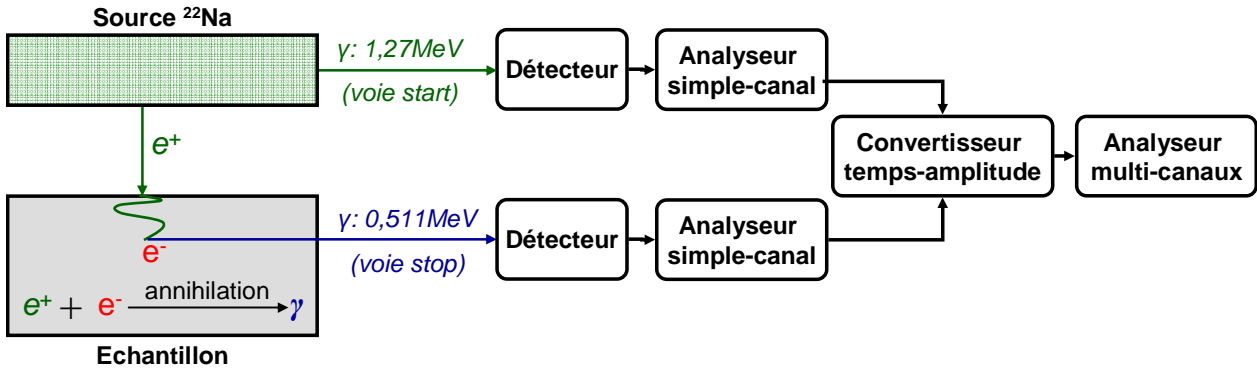 Source ²²Na
γ: 1,27MeV
(voie start)
Détecteur
Analyseur
simple-canal
e⁺
Convertisseur
temps-amplitude
Analyseur
multi-canaux
γ: 0,511MeV
(voie stop)
Détecteur
Analyseur
simple-canal
e⁻
e⁺ + e⁻ annihilation γ
Echantillon